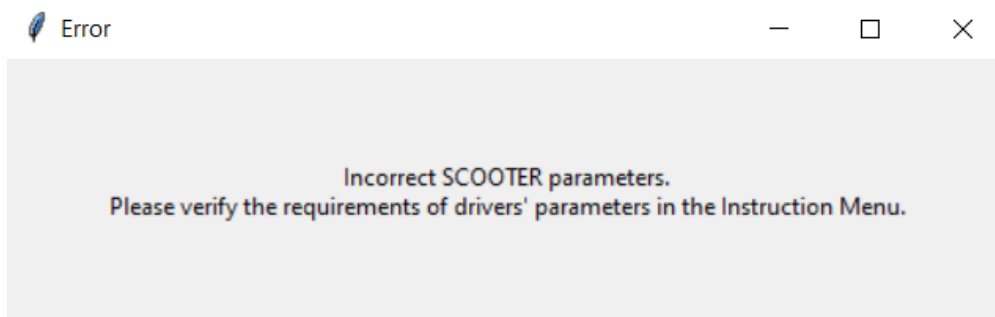 Error
Incorrect SCOOTER parameters.
Please verify the requirements of drivers' parameters in the Instruction Menu.